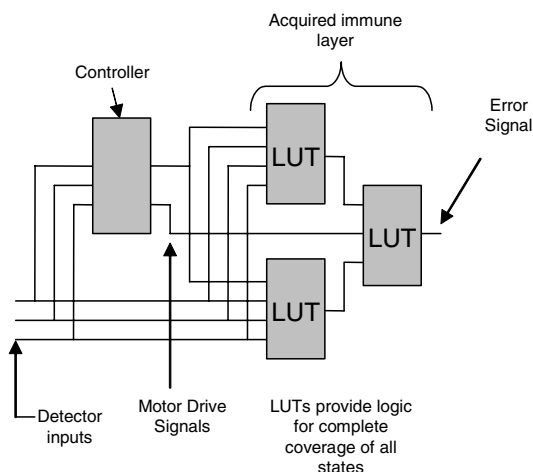 Acquired immune
layer
Controller
Error
Signal
LUT
LUT
LUT
Detector
inputs
Motor Drive
Signals
LUTs provide logic
for complete
coverage of all
states